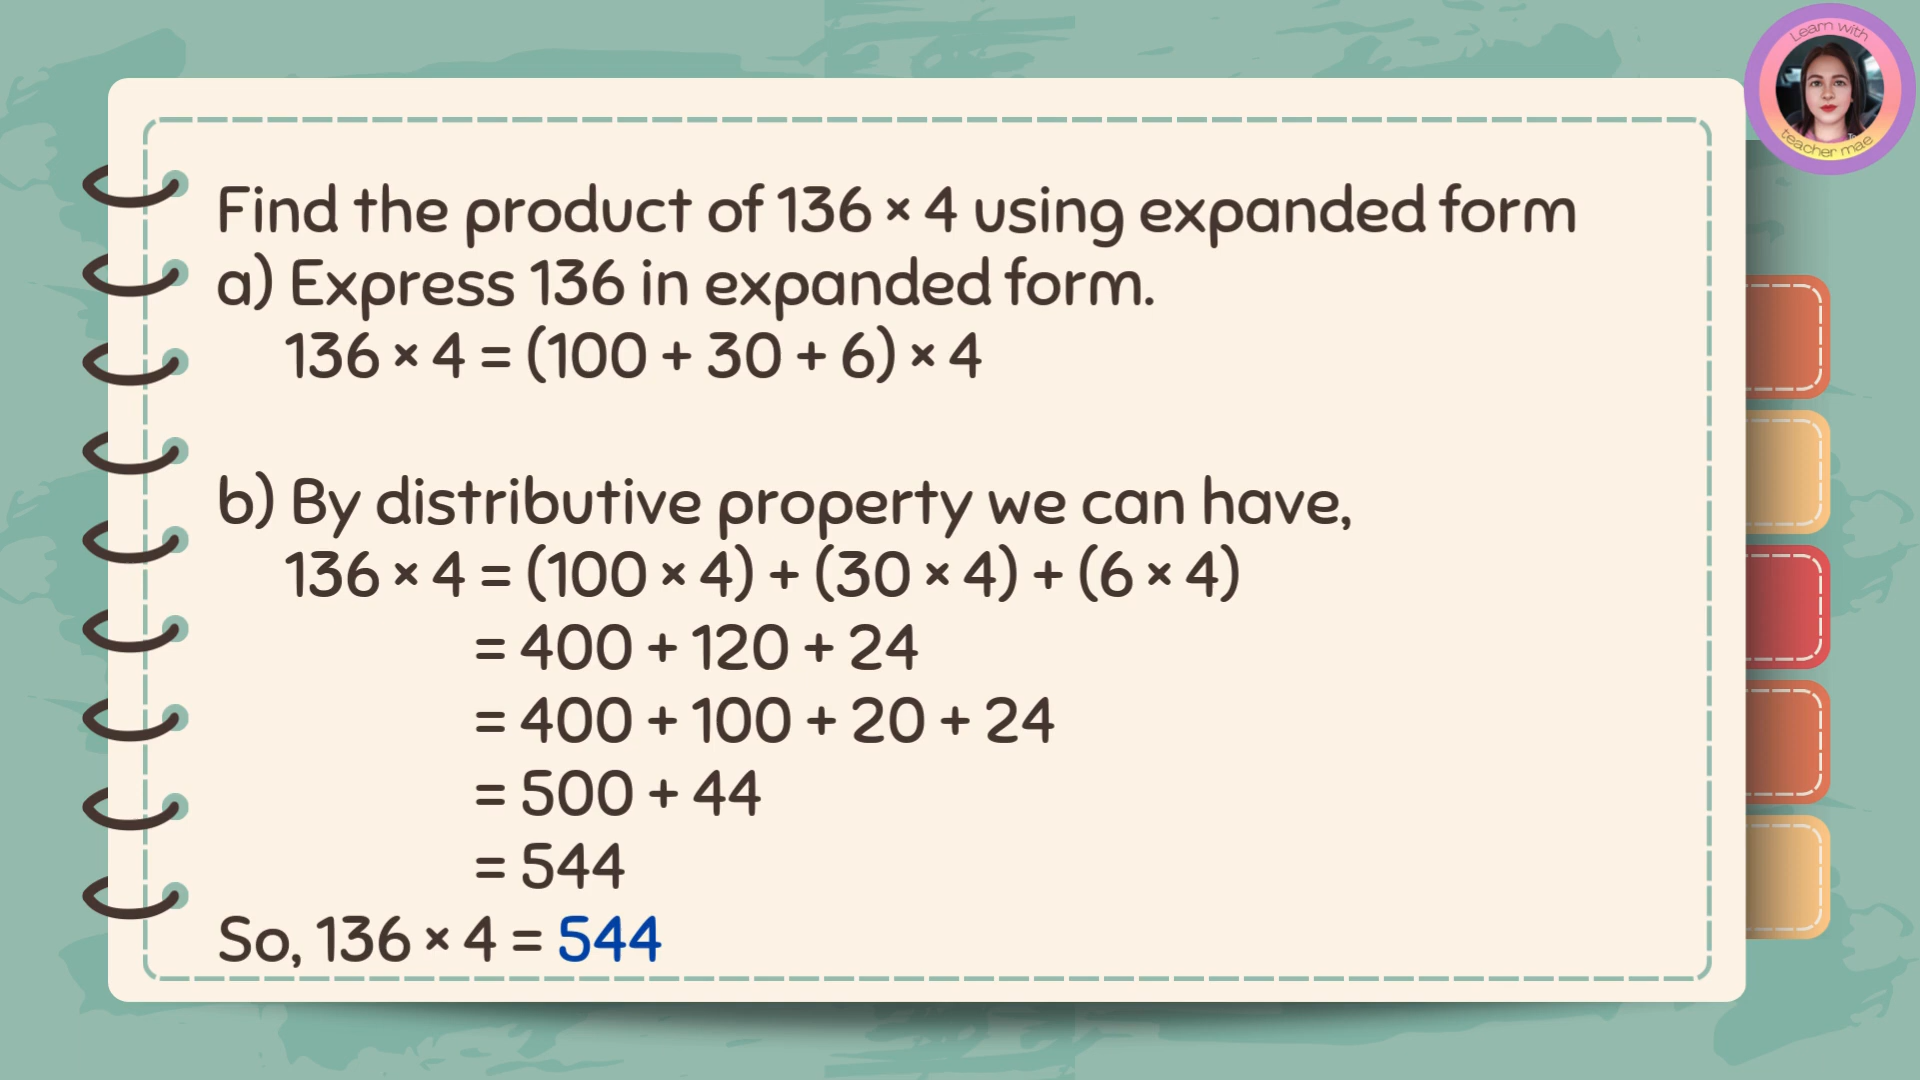 Learn with
teacher mae
Find the product of 136 × 4 using expanded form
a) Express 136 in expanded form.
136 × 4 = (100 + 30 + 6) × 4
b) By distributive property we can have,
136 × 4 = (100 × 4) + (30 × 4) + (6 × 4)
= 400 + 120 + 24
= 400 + 100 + 20 + 24
= 500 + 44
= 544
So, 136 × 4 = 544